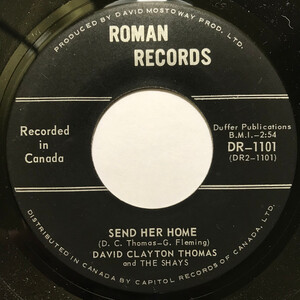 PRODUCED BY DAVID MOSTOWAY PROD. LTD.
ROMAN
RECORDS
Recorded
in
Canada
Duffer Publications
B.M.I.-2:54
DR-1101
(DR2-1101)
SEND HER HOME
(D. C. Thomas-G. Fleming)
DAVID CLAYTON THOMAS
and THE SHAYS
DISTRIBUTED IN CANADA BY CAPITOL RECORDS OF CANADA, LTD.